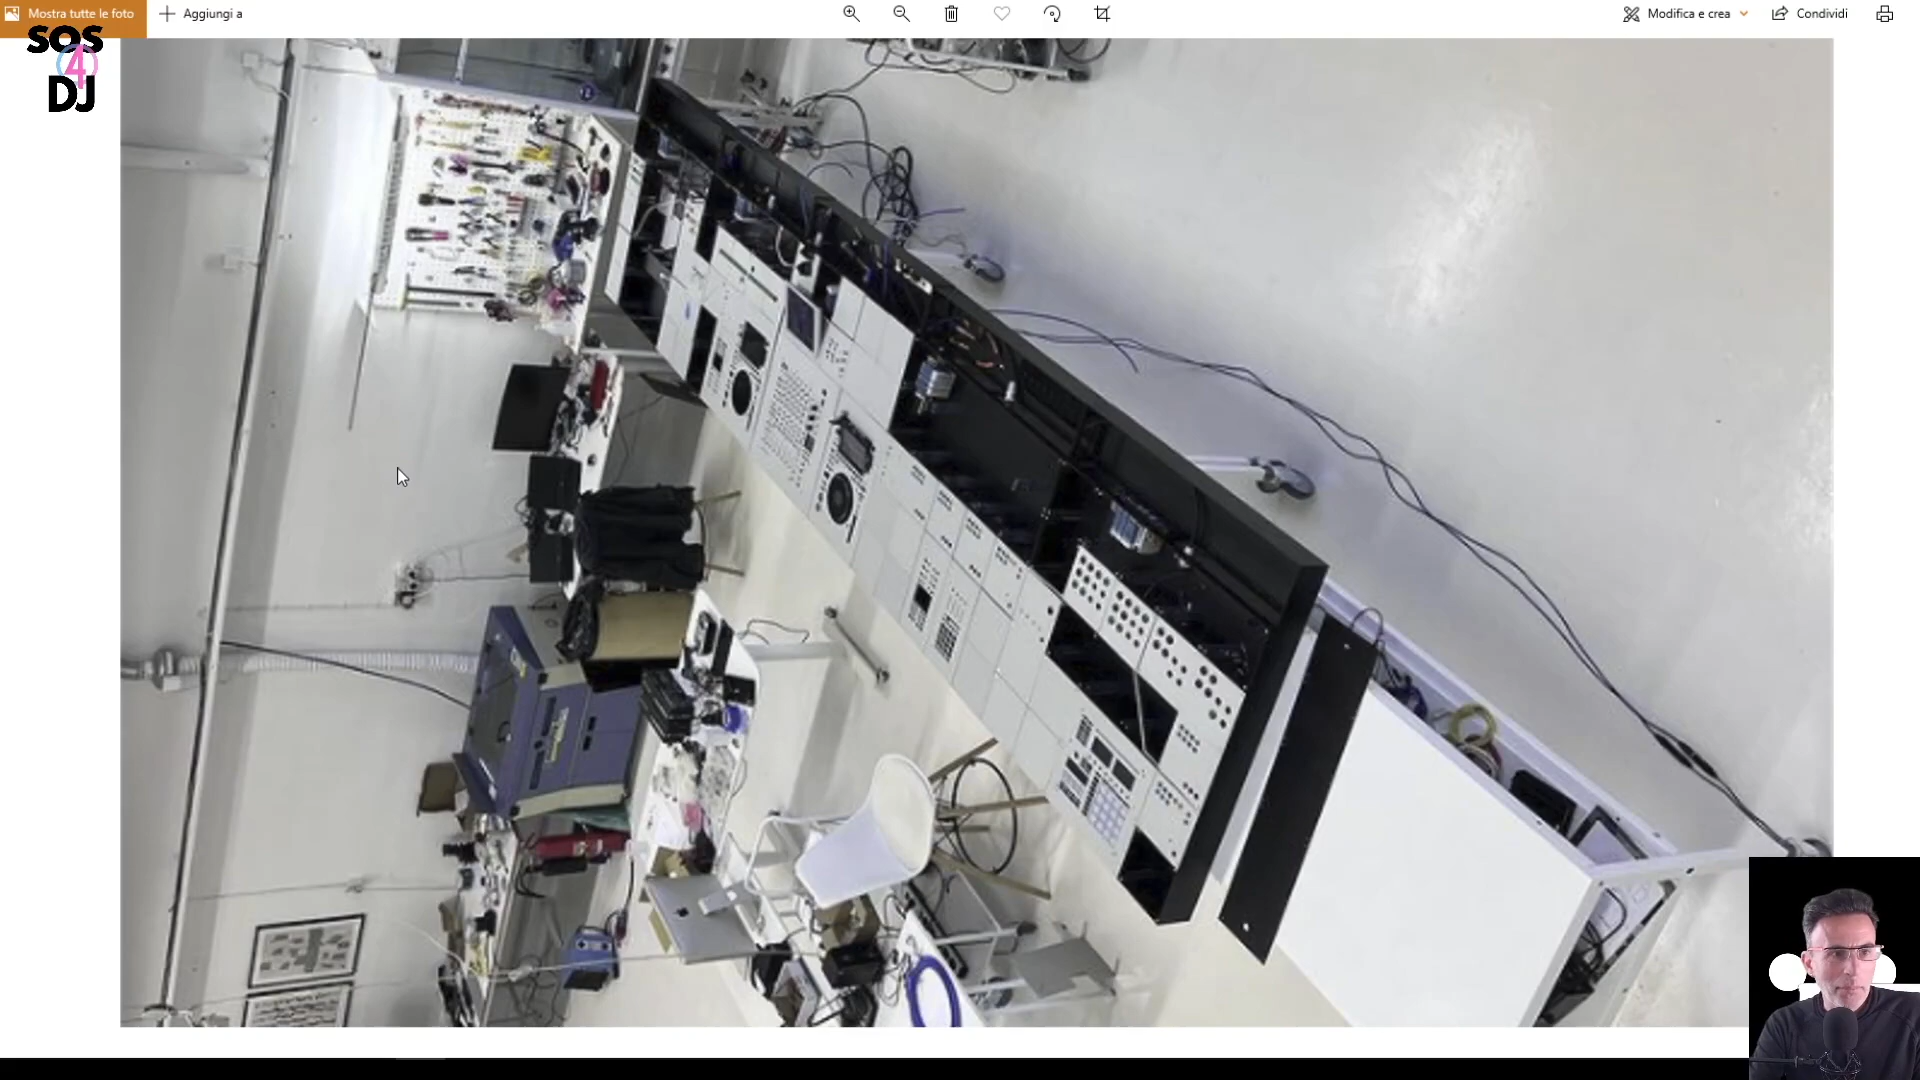 Mostra tutte le foto
Aggiungi a
Modifica e crea
Condividi
SOS
4
DJ